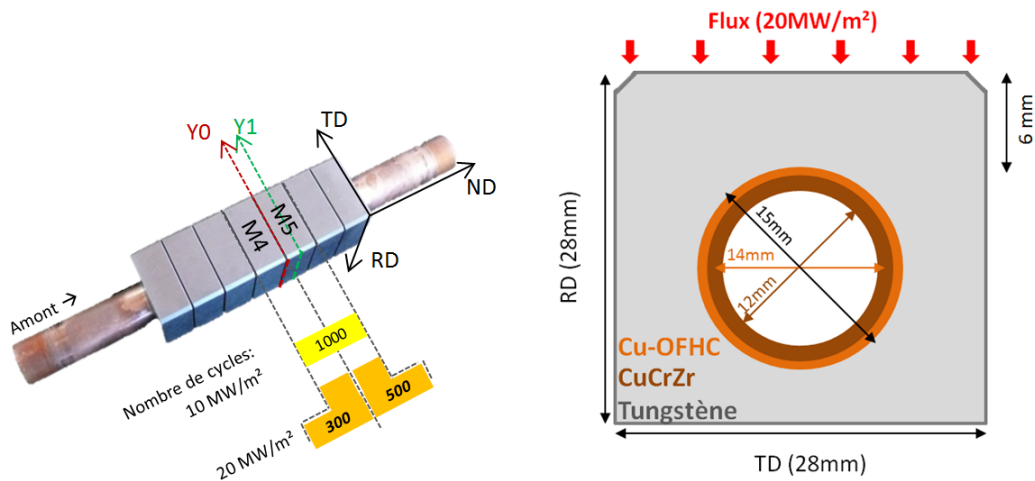 Y0
Y1
TD
ND
M4
M5
RD
Amont →
1000
Nombre de cycles:
10 MW/m²
300
500
20 MW/m²
Flux (20MW/m²)
6 mm
RD (28mm)
15mm
14mm
12mm
Cu-OFHC
CuCrZr
Tungstène
TD (28mm)